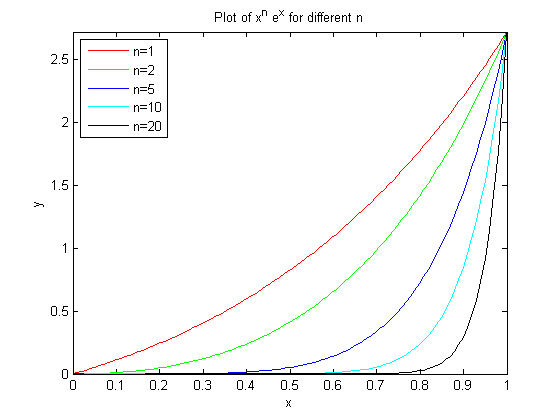 Plot of xⁿ eˣ for different n
n=1
n=2
n=5
n=10
n=20
y
2.5
2
1.5
1
0.5
0
0 0.1 0.2 0.3 0.4 0.5 0.6 0.7 0.8 0.9 1
x